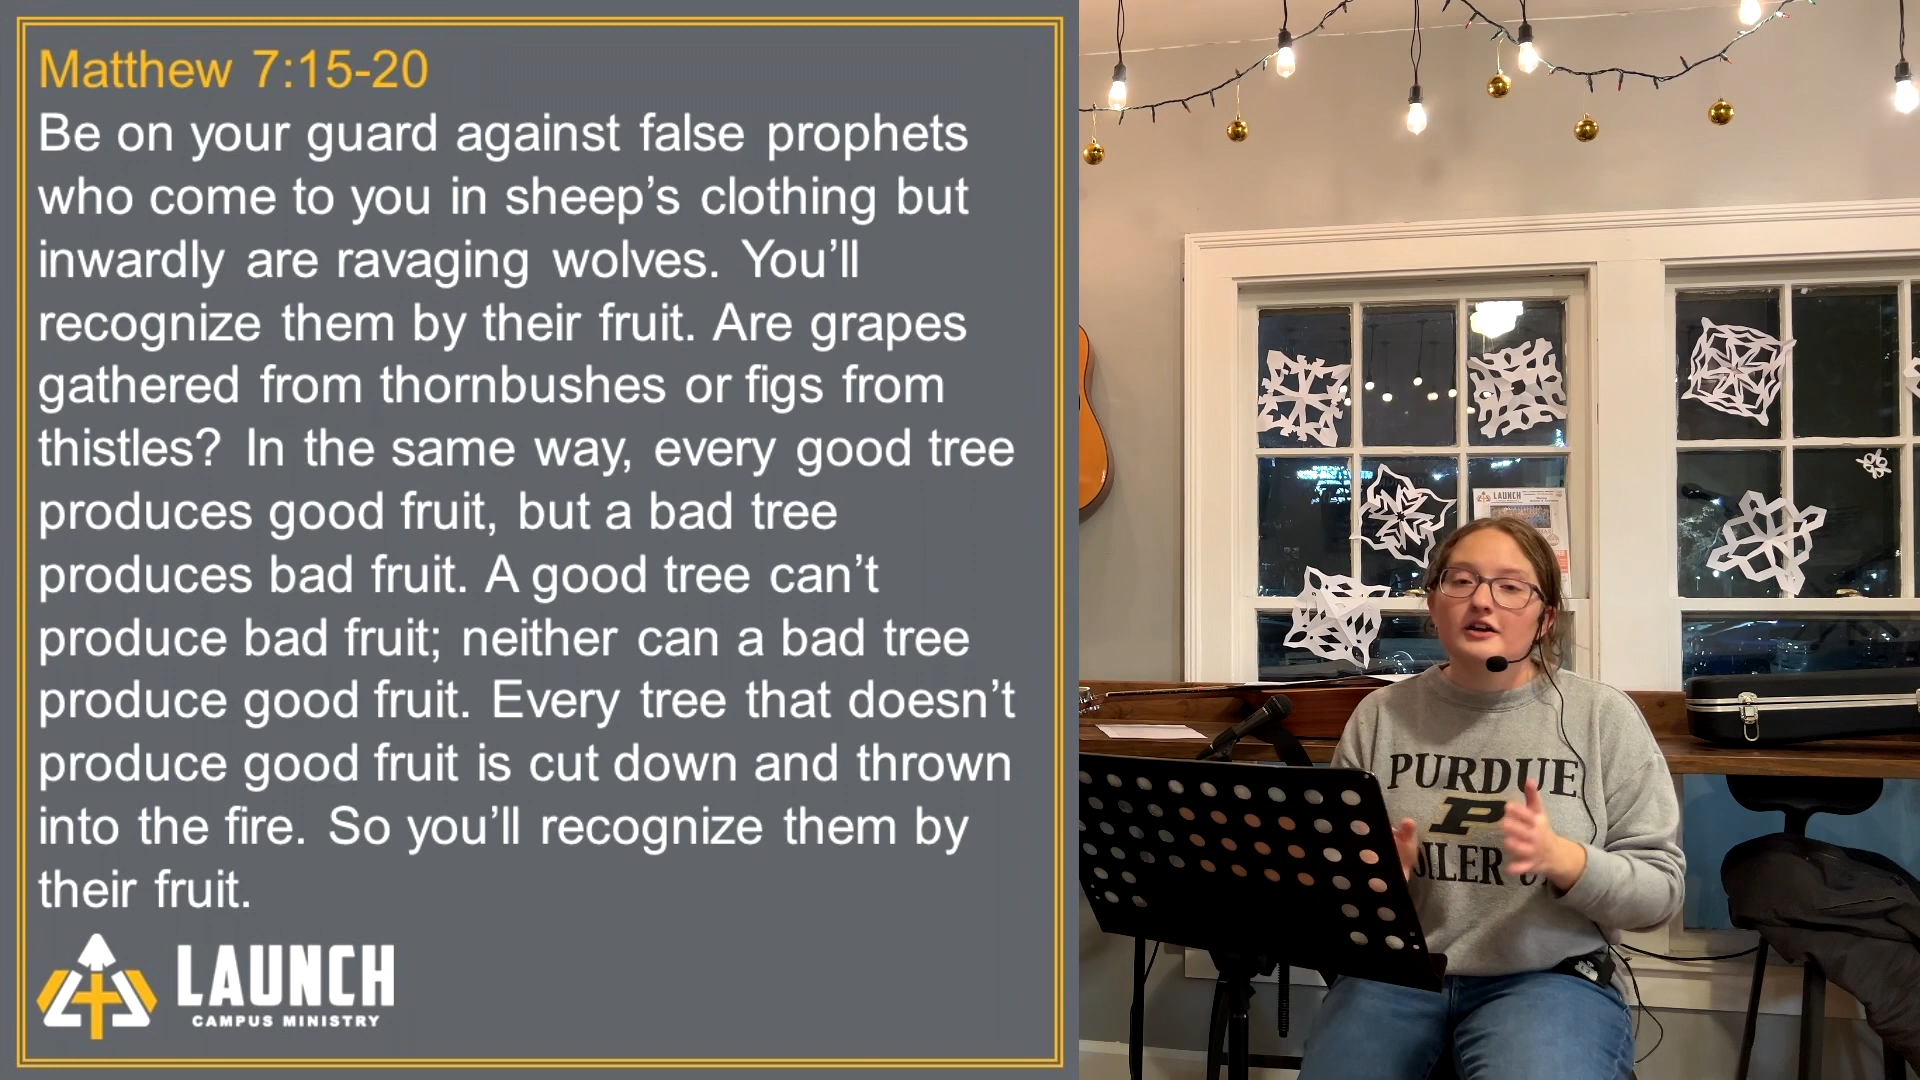 Matthew 7:15-20
Be on your guard against false prophets
who come to you in sheep’s clothing but
inwardly are ravaging wolves. You’ll
recognize them by their fruit. Are grapes
gathered from thornbushes or figs from
thistles? In the same way, every good tree
produces good fruit, but a bad tree
produces bad fruit. A good tree can’t
produce bad fruit; neither can a bad tree
produce good fruit. Every tree that doesn’t
produce good fruit is cut down and thrown
into the fire. So you’ll recognize them by
their fruit.
LAUNCH
CAMPUS MINISTRY
LAUNCH
PURDUE
P